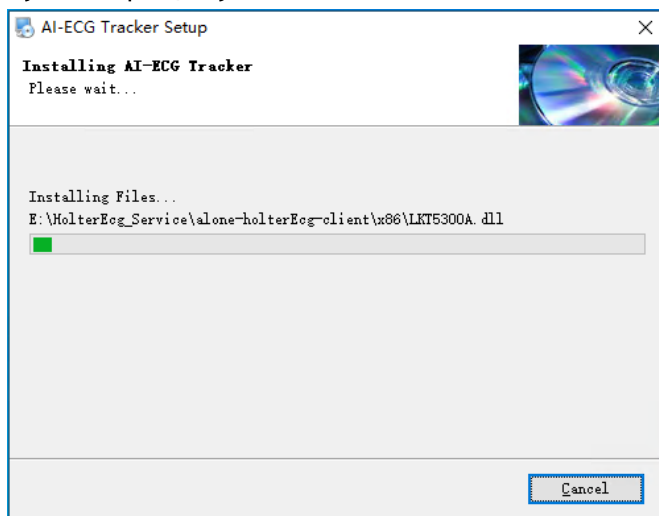 AI-ECG Tracker Setup
Installing AI-ECG Tracker
Please wait...
Installing Files...
E:\HolterEcg_Service\alone-holterEcg-client\x86\LKT5300A.dll
Cancel